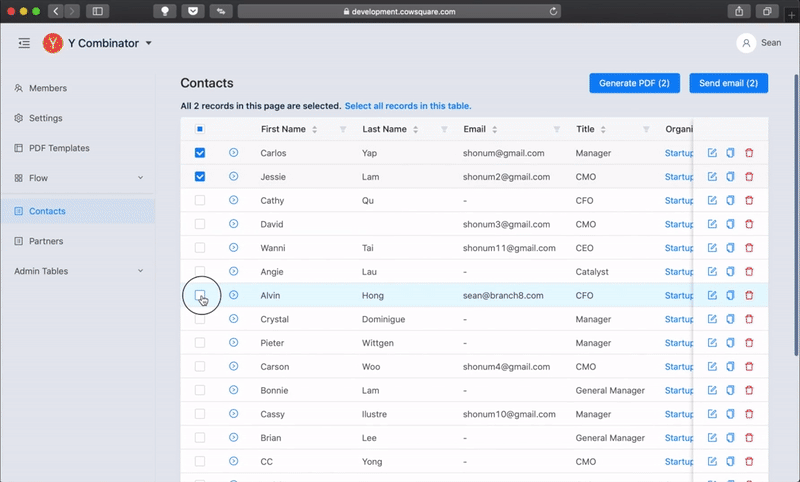 development.cowsquare.com
Y Combinator
Sean
Members
Settings
PDF Templates
Flow
Contacts
Partners
Admin Tables
Contacts
Generate PDF (2)
Send email (2)
All 2 records in this page are selected. Select all records in this table.
First Name Last Name Email Title Organi
Carlos Yap shonum@gmail.com Manager Startup
Jessie Lam shonum2@gmail.com CMO Startup
Cathy Qu - CFO Startup
David shonum3@gmail.com CMO Startup
Wanni Tai shonum11@gmail.com CEO Startup
Angie Lau - Catalyst Startup
Alvin Hong sean@branch8.com CFO Startup
Crystal Dominigue - Manager Startup
Pieter Wittgen - Manager Startup
Carson Woo shonum4@gmail.com CMO Startup
Bonnie Lam - General Manager Startup
Cassy Ilustre shonum10@gmail.com Manager Startup
Brian Lee - General Manager Startup
CC Yong - CMO Startup